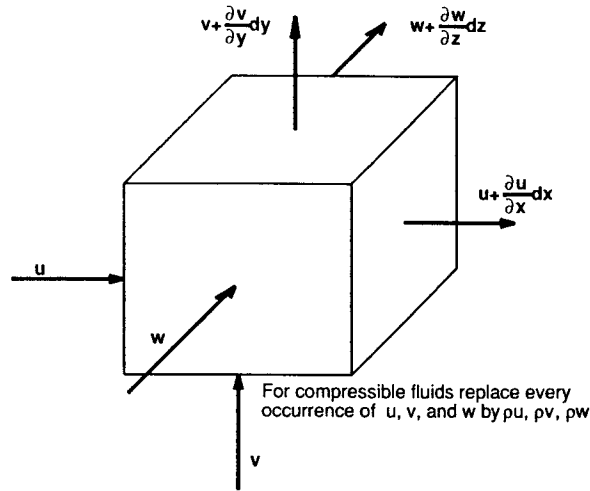 v+ ∂v/∂y dy
w+ ∂w/∂z dz
u+ ∂u/∂x dx
u
w
For compressible fluids replace every
occurrence of u, v, and w by ρu, ρv, ρw
v